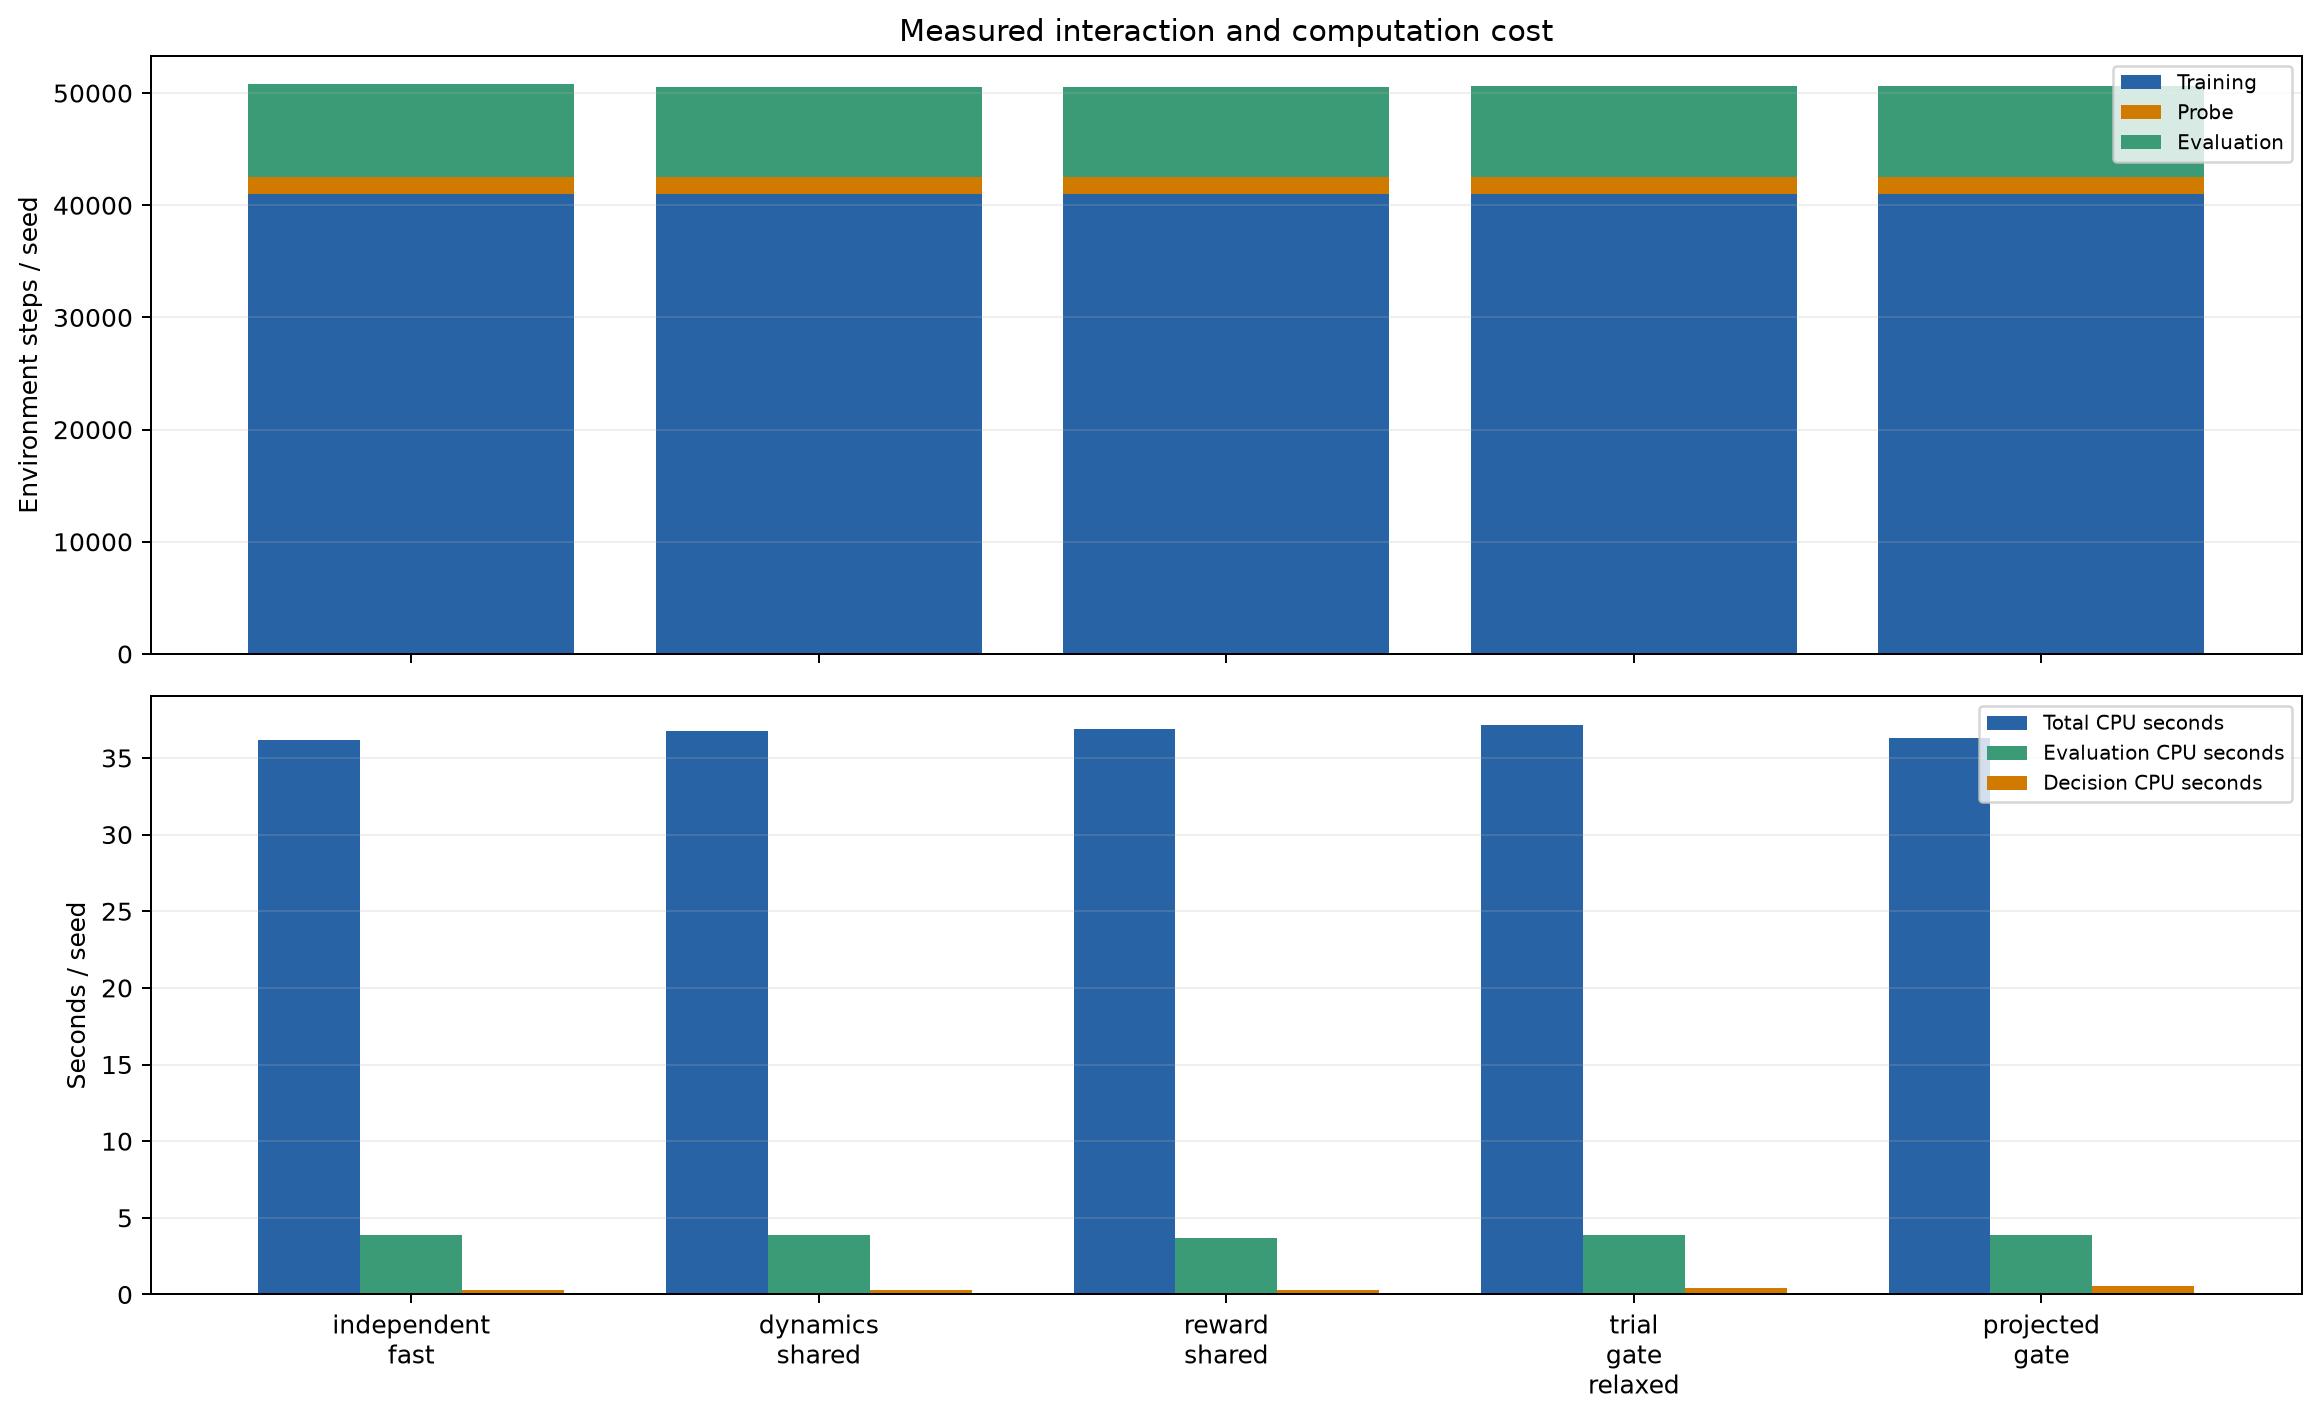 Measured interaction and computation cost
Environment steps / seed
50000
40000
30000
20000
10000
0
Training
Probe
Evaluation
Seconds / seed
35
30
25
20
15
10
5
0
Total CPU seconds
Evaluation CPU seconds
Decision CPU seconds
independent
fast
dynamics
shared
reward
shared
trial
gate
relaxed
projected
gate